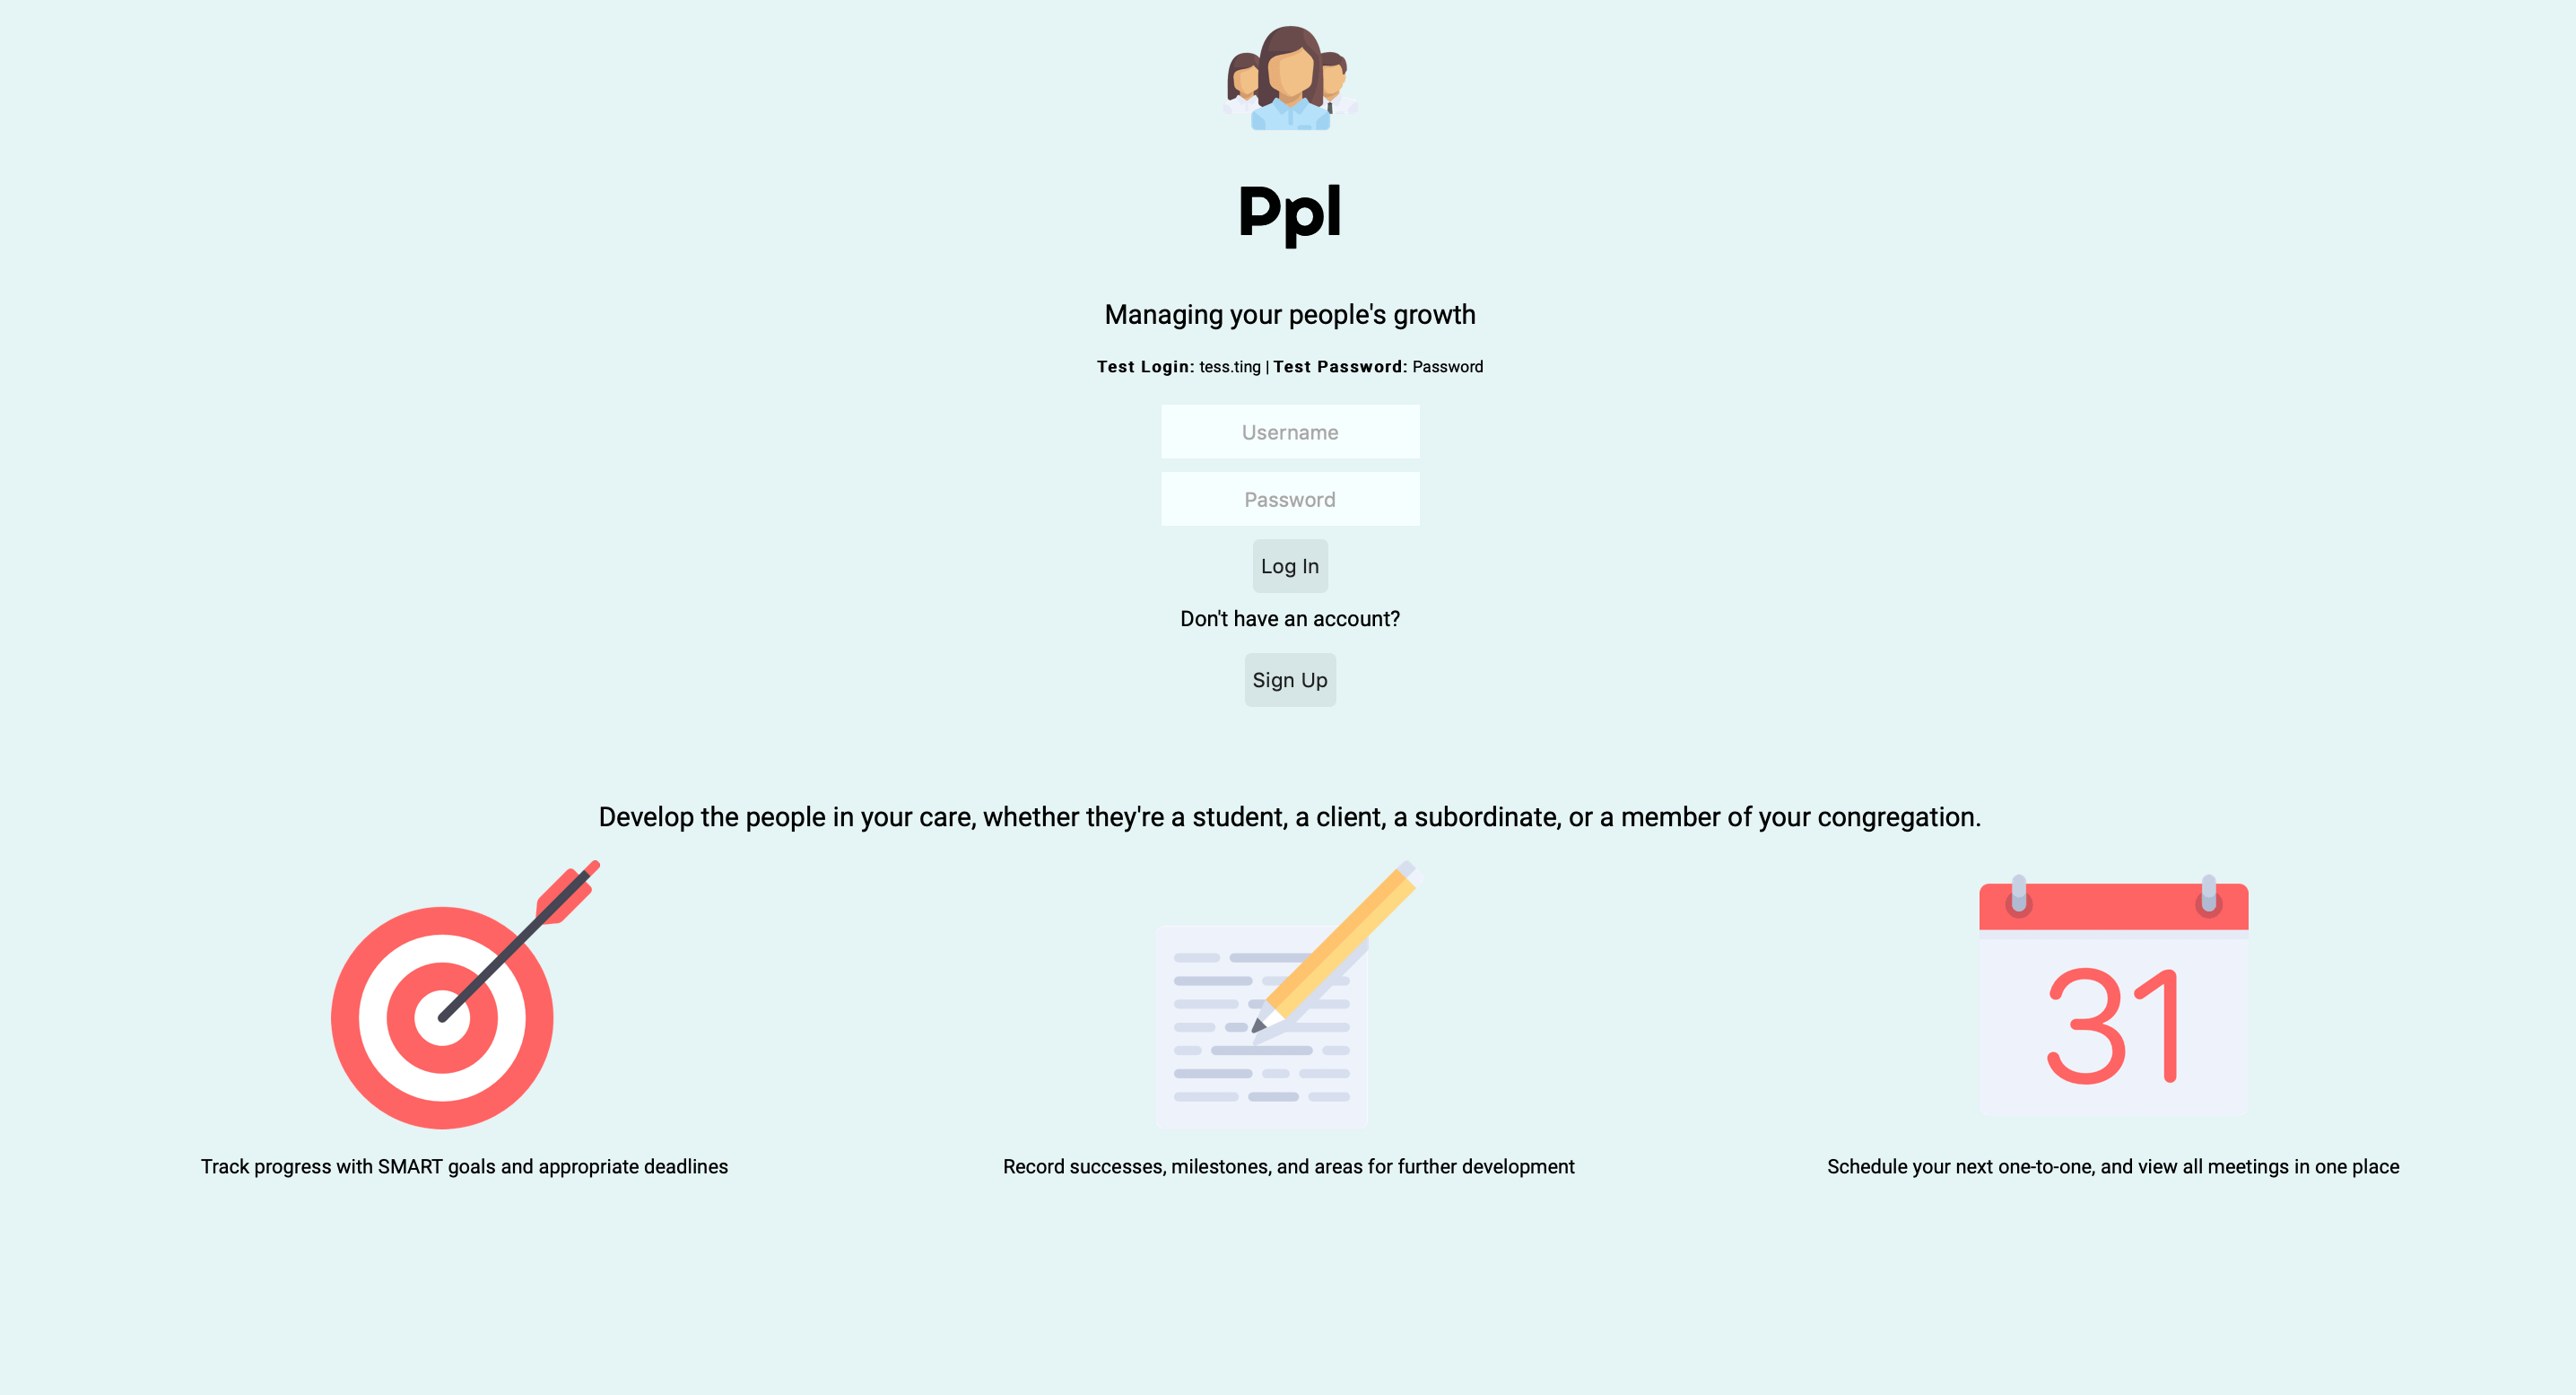 Ppl
Managing your people's growth
Test Login: tess.ting | Test Password: Password
Username
Password
Log In
Don't have an account?
Sign Up
Develop the people in your care, whether they're a student, a client, a subordinate, or a member of your congregation.
31
Track progress with SMART goals and appropriate deadlines
Record successes, milestones, and areas for further development
Schedule your next one-to-one, and view all meetings in one place